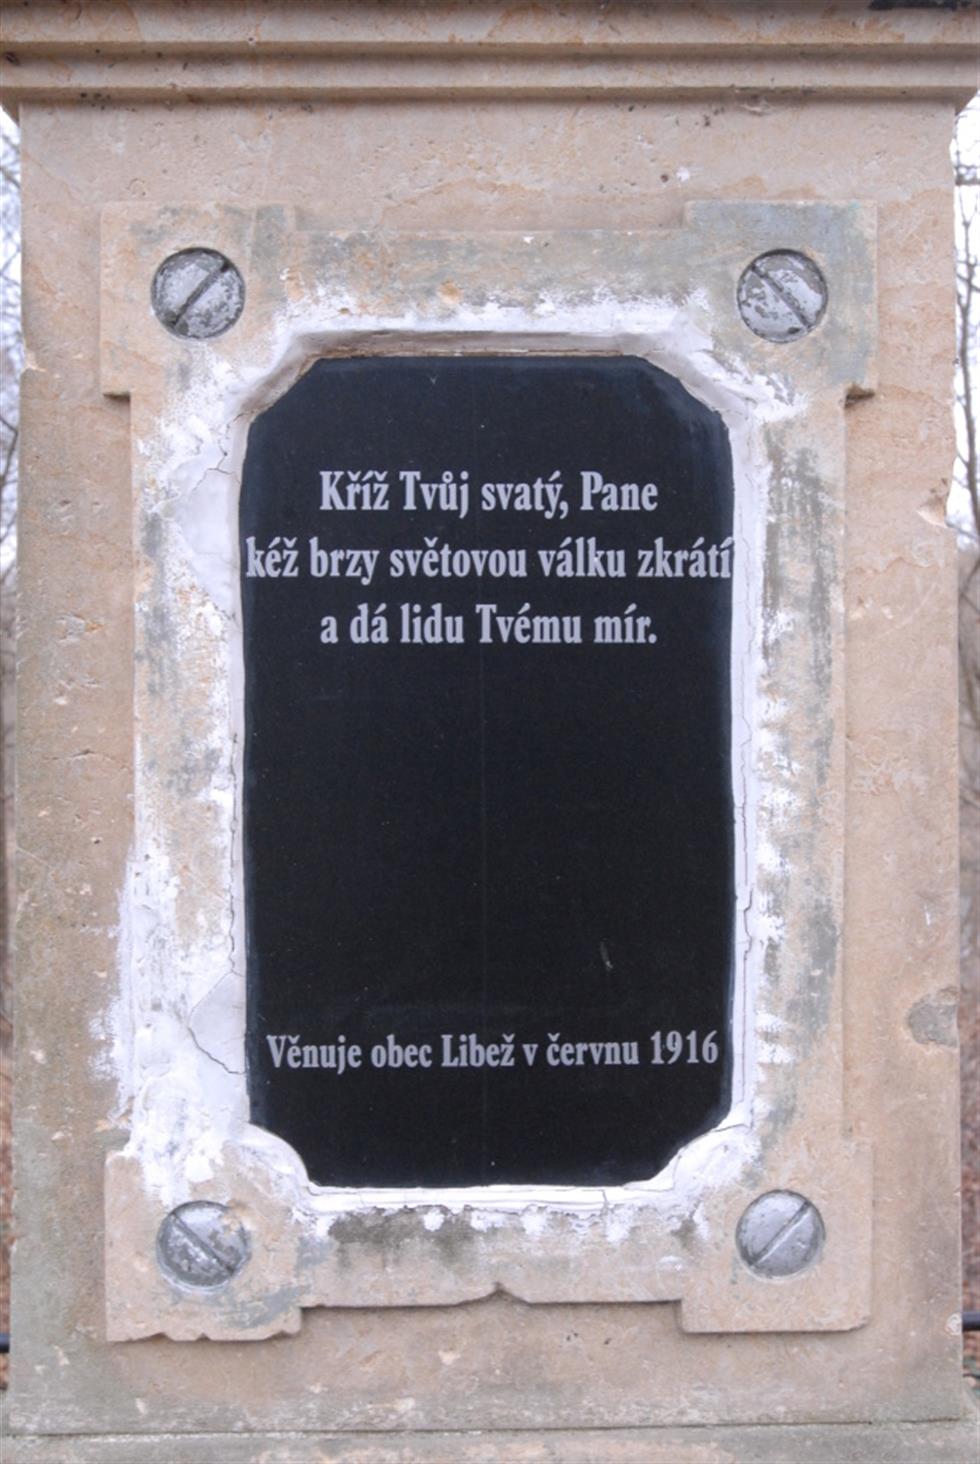 Kříž Tvůj svatý, Pane
kéž brzy světovou válku zkrátí
a dá lidu Tvému mír.
Věnuje obec Libež v červnu 1916